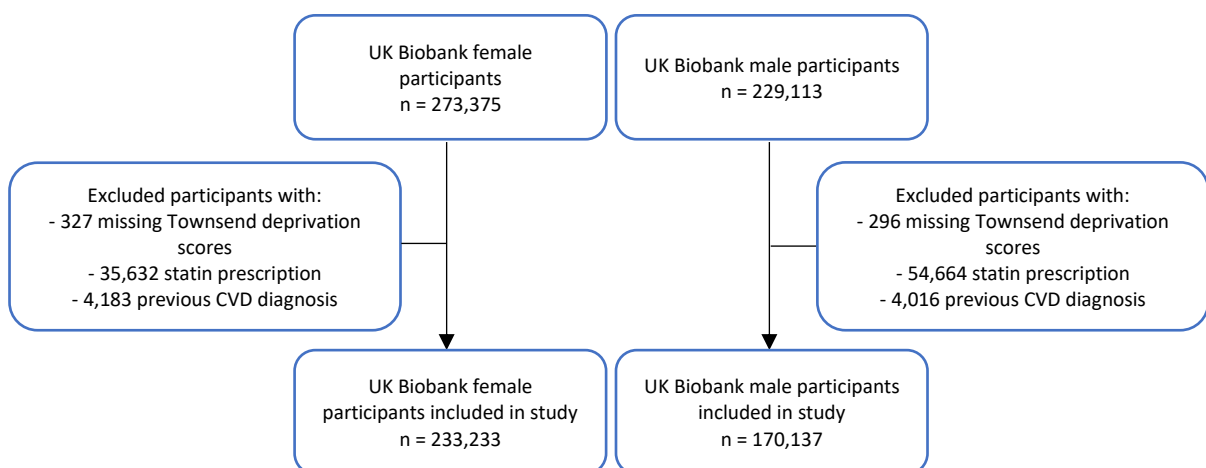 UK Biobank female
participants
n = 273,375
UK Biobank male participants
n = 229,113
Excluded participants with:
- 327 missing Townsend deprivation
scores
- 35,632 statin prescription
- 4,183 previous CVD diagnosis
Excluded participants with:
- 296 missing Townsend deprivation
scores
- 54,664 statin prescription
- 4,016 previous CVD diagnosis
UK Biobank female
participants included in study
n = 233,233
UK Biobank male participants
included in study
n = 170,137